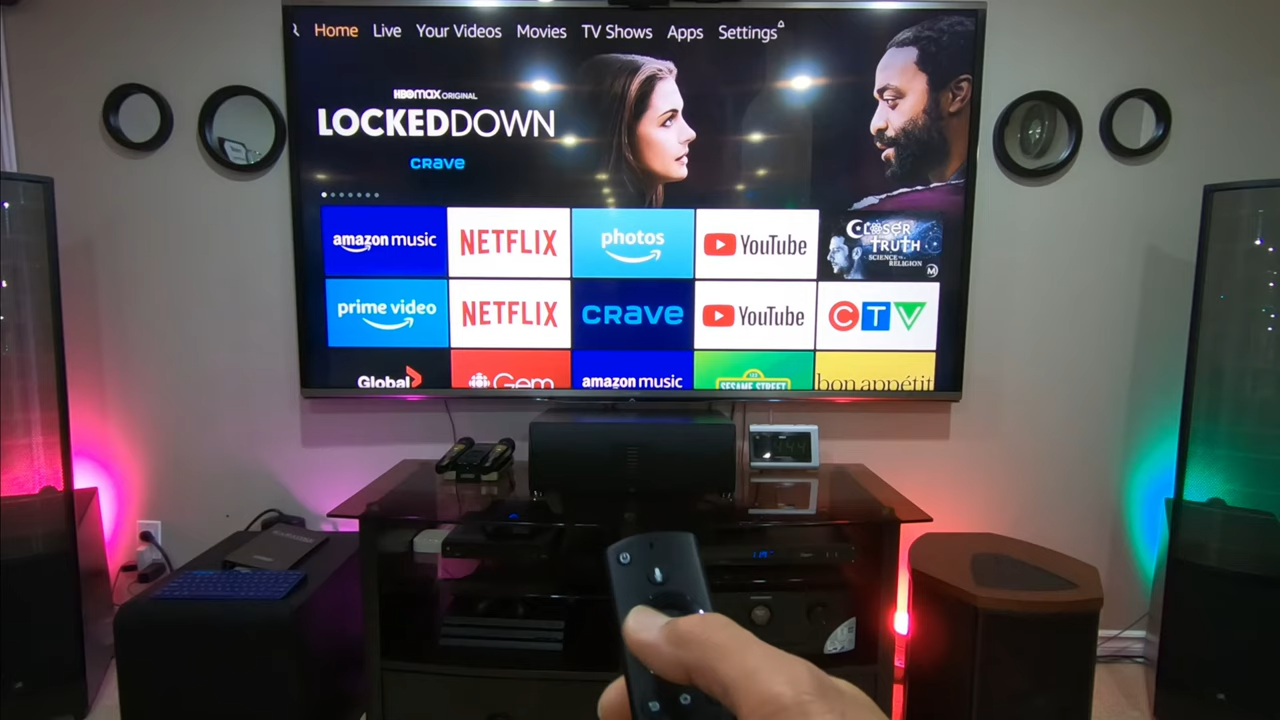 Home Live Your Videos Movies TV Shows Apps Settings
HBOMAX ORIGINAL
LOCKEDDOWN
CRAVE
amazon music
NETFLIX
photos
YouTube
CLOSER
TO
TRUTH
SCIENCE RELIGION
M
prime video
NETFLIX
CRAVE
YouTube
CTV
Global
Gem
amazon music
SESAME STREET
bon appétit